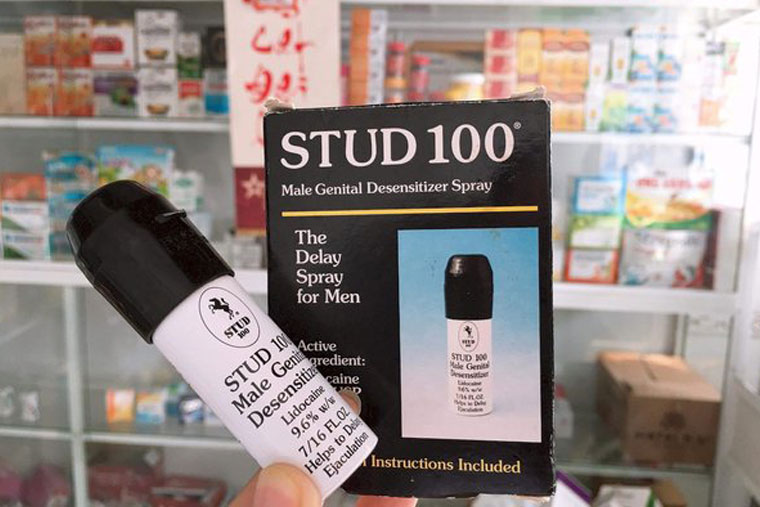 STUD 100®
Male Genital Desensitizer Spray
The
Delay
Spray
for Men
Active
gredient:
caine
Instructions Included
STUD 100
Male Genital
Desensitizer
Lidocaine
9.6% w/w
7/16 FL OZ
Helps to Delay
Ejaculation
STUD
100
STUD 100
Male Genital
Desensitizer
Lidocaine
9.6% w/w
7/16 FL. OZ.
Helps to Delay
Ejaculation